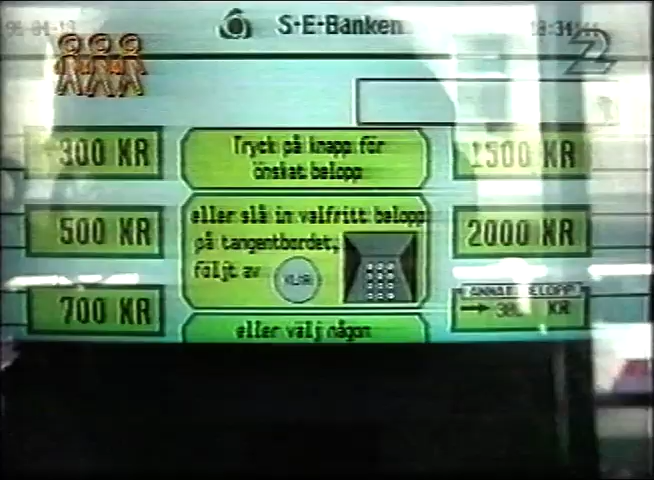 S·E·Banken
2
300 KR
500 KR
700 KR
Tryck på knapp för
önskat belopp
eller slå in valfritt belopp
på tangentbordet,
följt av
KLAR
eller välj någon
1500 KR
2000 KR
ANNAT BELOPP
KR